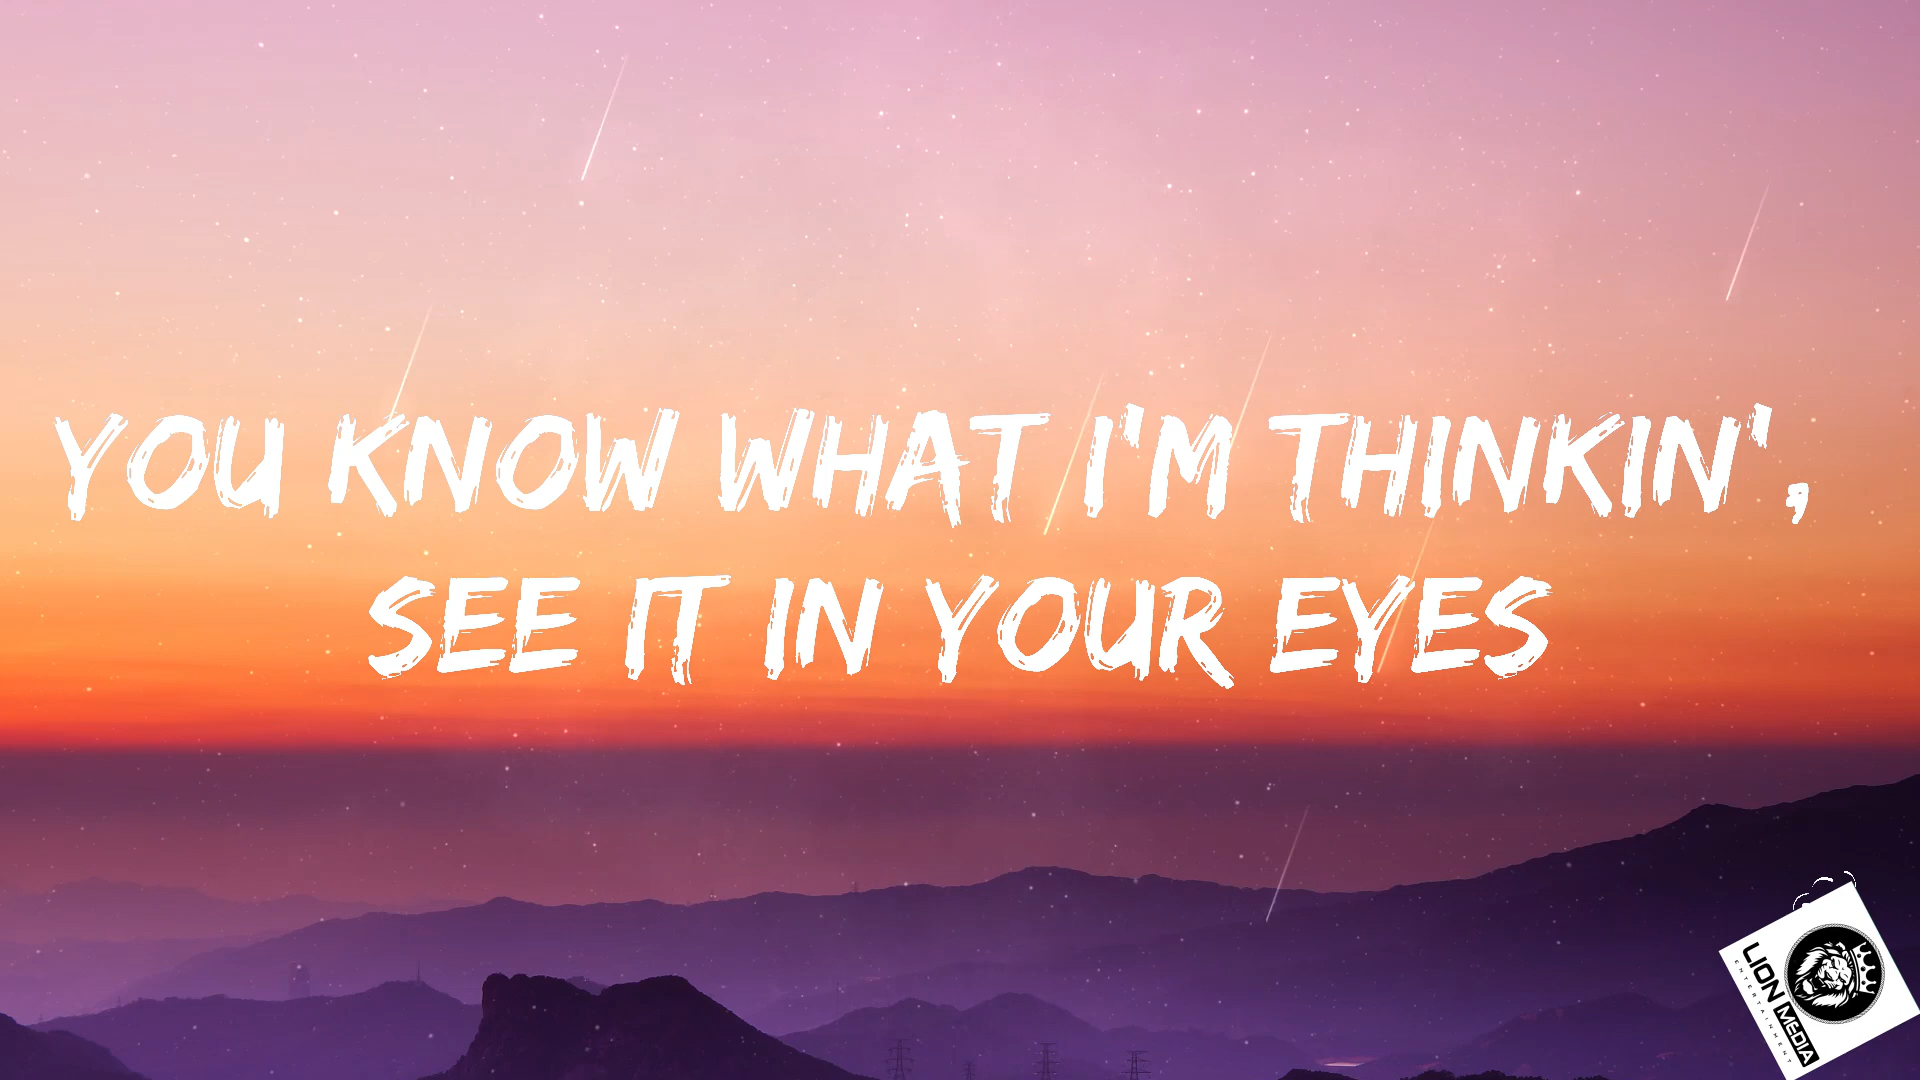 YOU KNOW WHAT I'M THINKIN',
SEE IT IN YOUR EYES
LION
MEDIA
ENTERTAINMENT